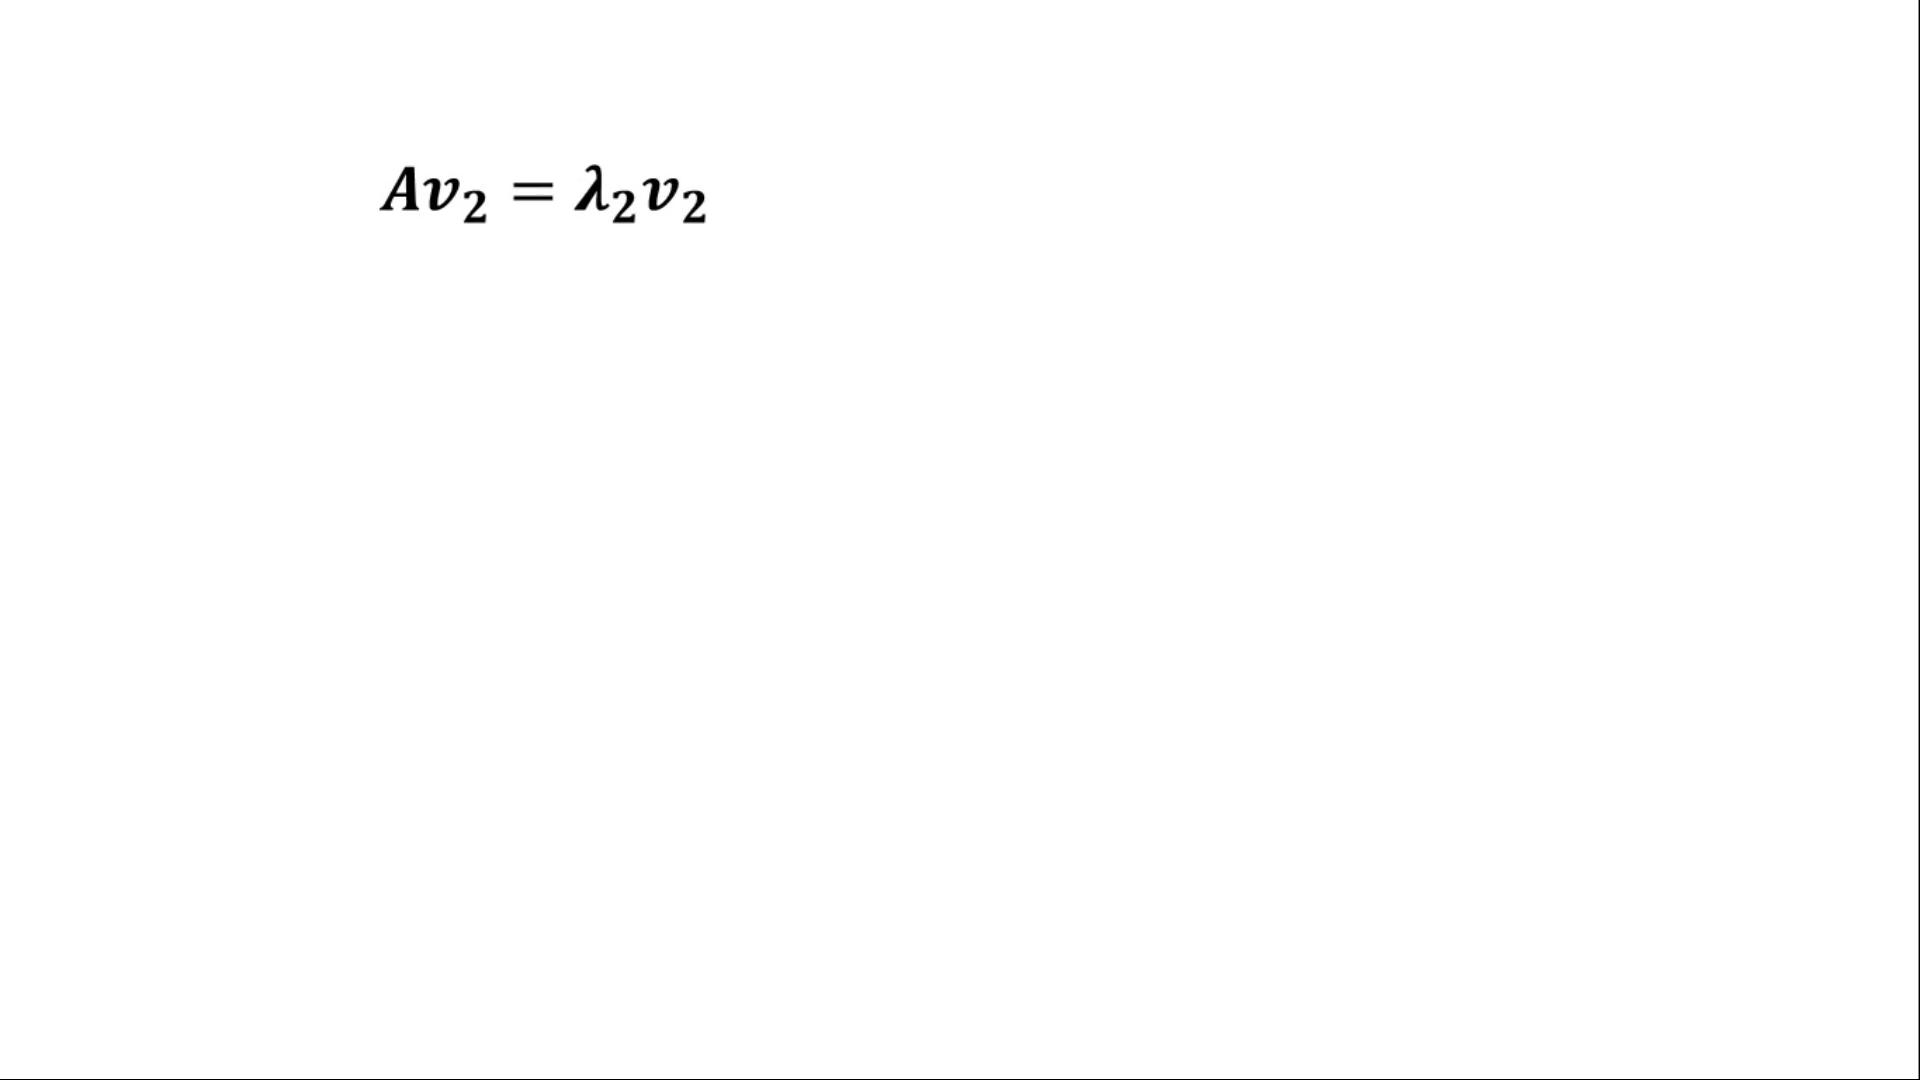 𝑨𝒗₂ = 𝝀₂𝒗₂